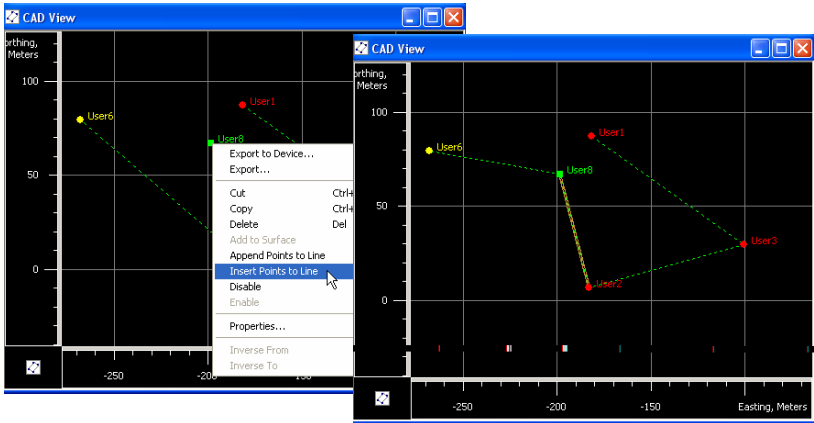 CAD View
orthing,
Meters
100
50
0
-250
-20
-150
User6
User1
User8
Export to Device...
Export...
Cut Ctrl+
Copy Ctrl+
Delete Del
Add to Surface
Append Points to Line
Insert Points to Line
Disable
Enable
Properties...
Inverse From
Inverse To
CAD View
orthing,
Meters
100
50
0
User6
User1
User8
User3
User2
-250
-200
-150
Easting, Meters